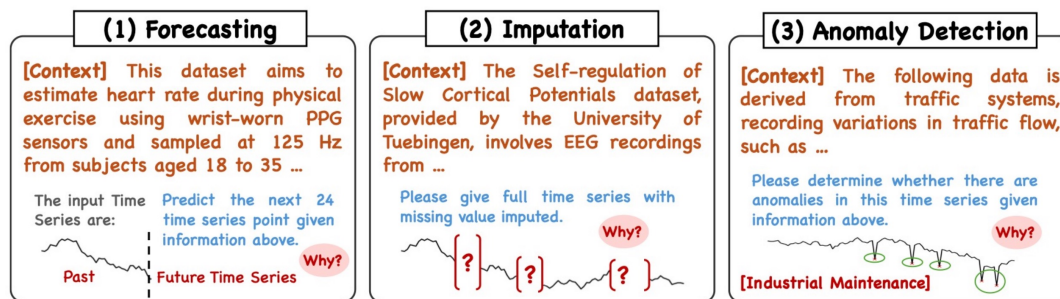 (1) Forecasting
[Context] This dataset aims to
estimate heart rate during physical
exercise using wrist-worn PPG
sensors and sampled at 125 Hz
from subjects aged 18 to 35 ...
The input Time
Series are:
Predict the next 24
time series point given
information above.
Why?
Past
Future Time Series
(2) Imputation
[Context] The Self-regulation of
Slow Cortical Potentials dataset,
provided by the University of
Tuebingen, involves EEG recordings
from ...
Please give full time series with
missing value imputed.
Why?
[?]
[?]
[?]
(3) Anomaly Detection
[Context] The following data is
derived from traffic systems,
recording variations in traffic flow,
such as ...
Please determine whether there are
anomalies in this time series given
information above.
Why?
[Industrial Maintenance]